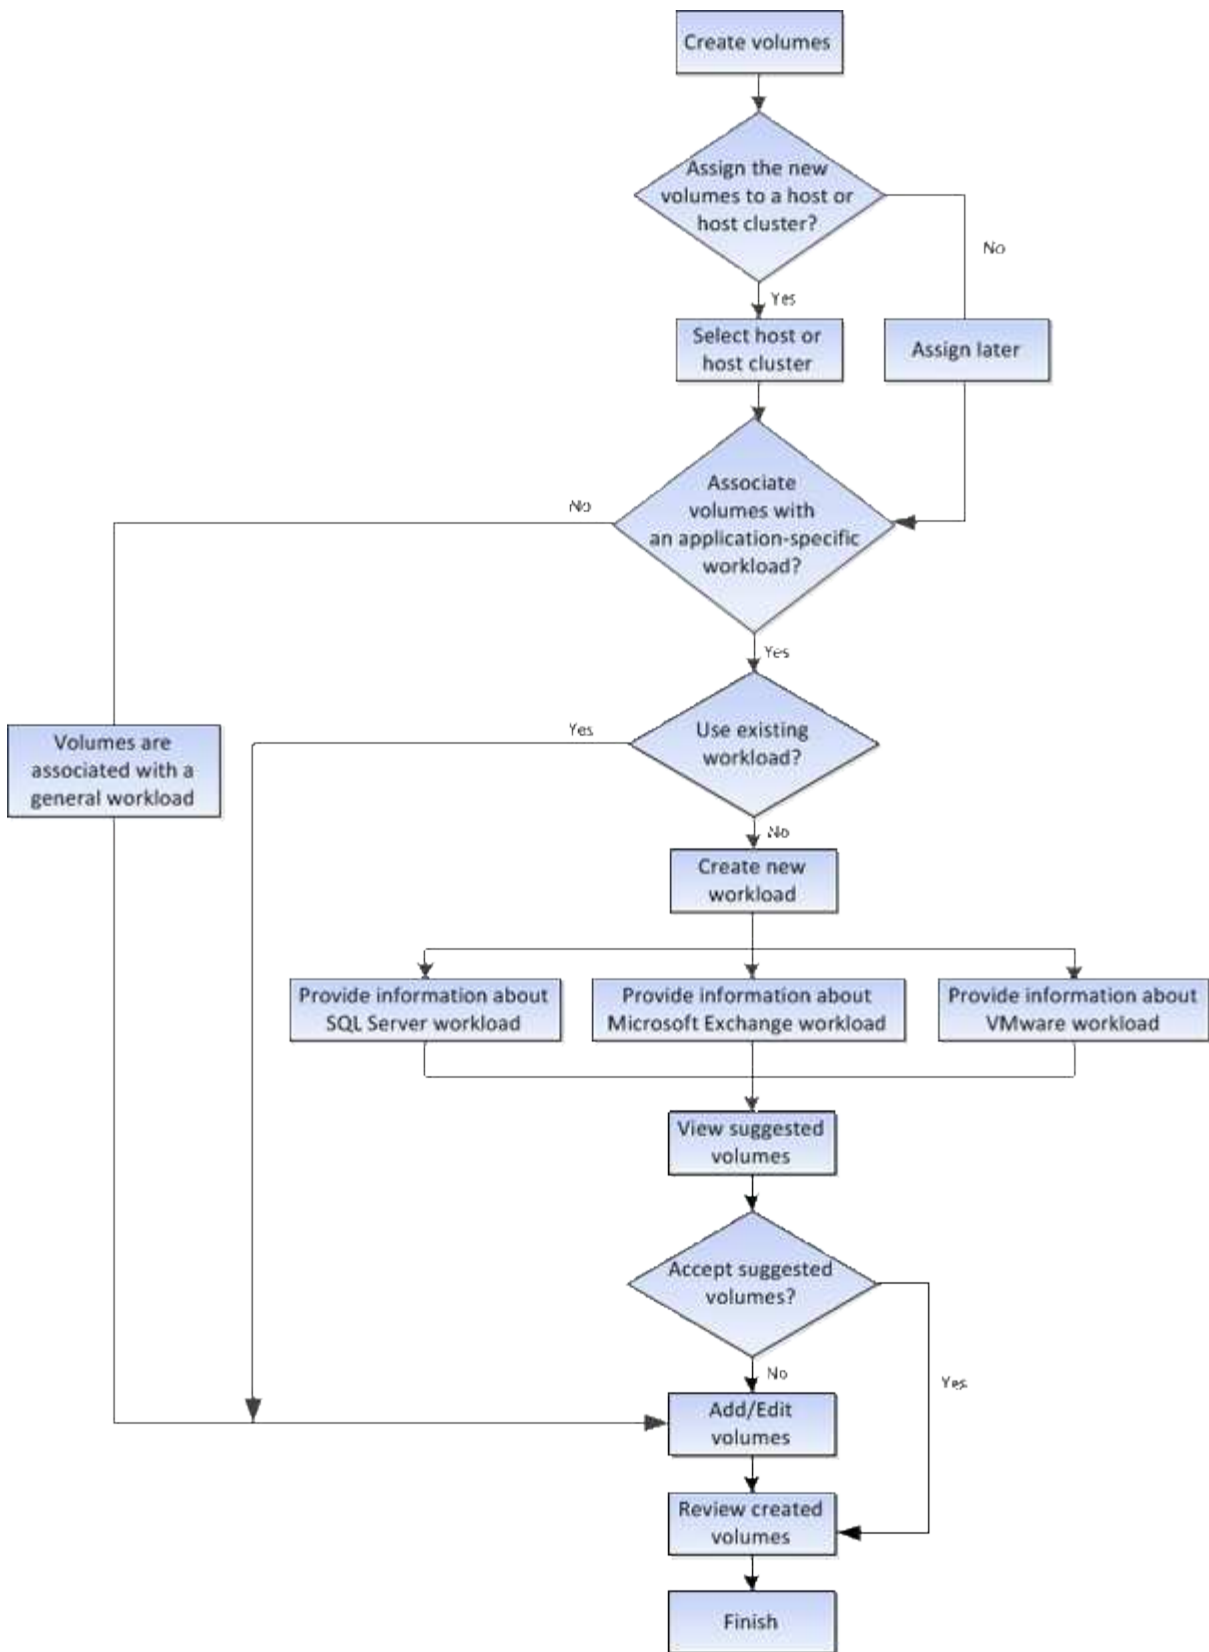 Create volumes
Assign the new
volumes to a host or
host cluster?
No
Yes
Select host or
host cluster
Assign later
Associate
volumes with
an application-specific
workload?
No
Yes
Use existing
workload?
Yes
Volumes are
associated with a
general workload
No
Create new
workload
Provide information about
SQL Server workload
Provide information about
Microsoft Exchange workload
Provide information about
VMware workload
View suggested
volumes
Accept suggested
volumes?
No
Yes
Add/Edit
volumes
Review created
volumes
Finish